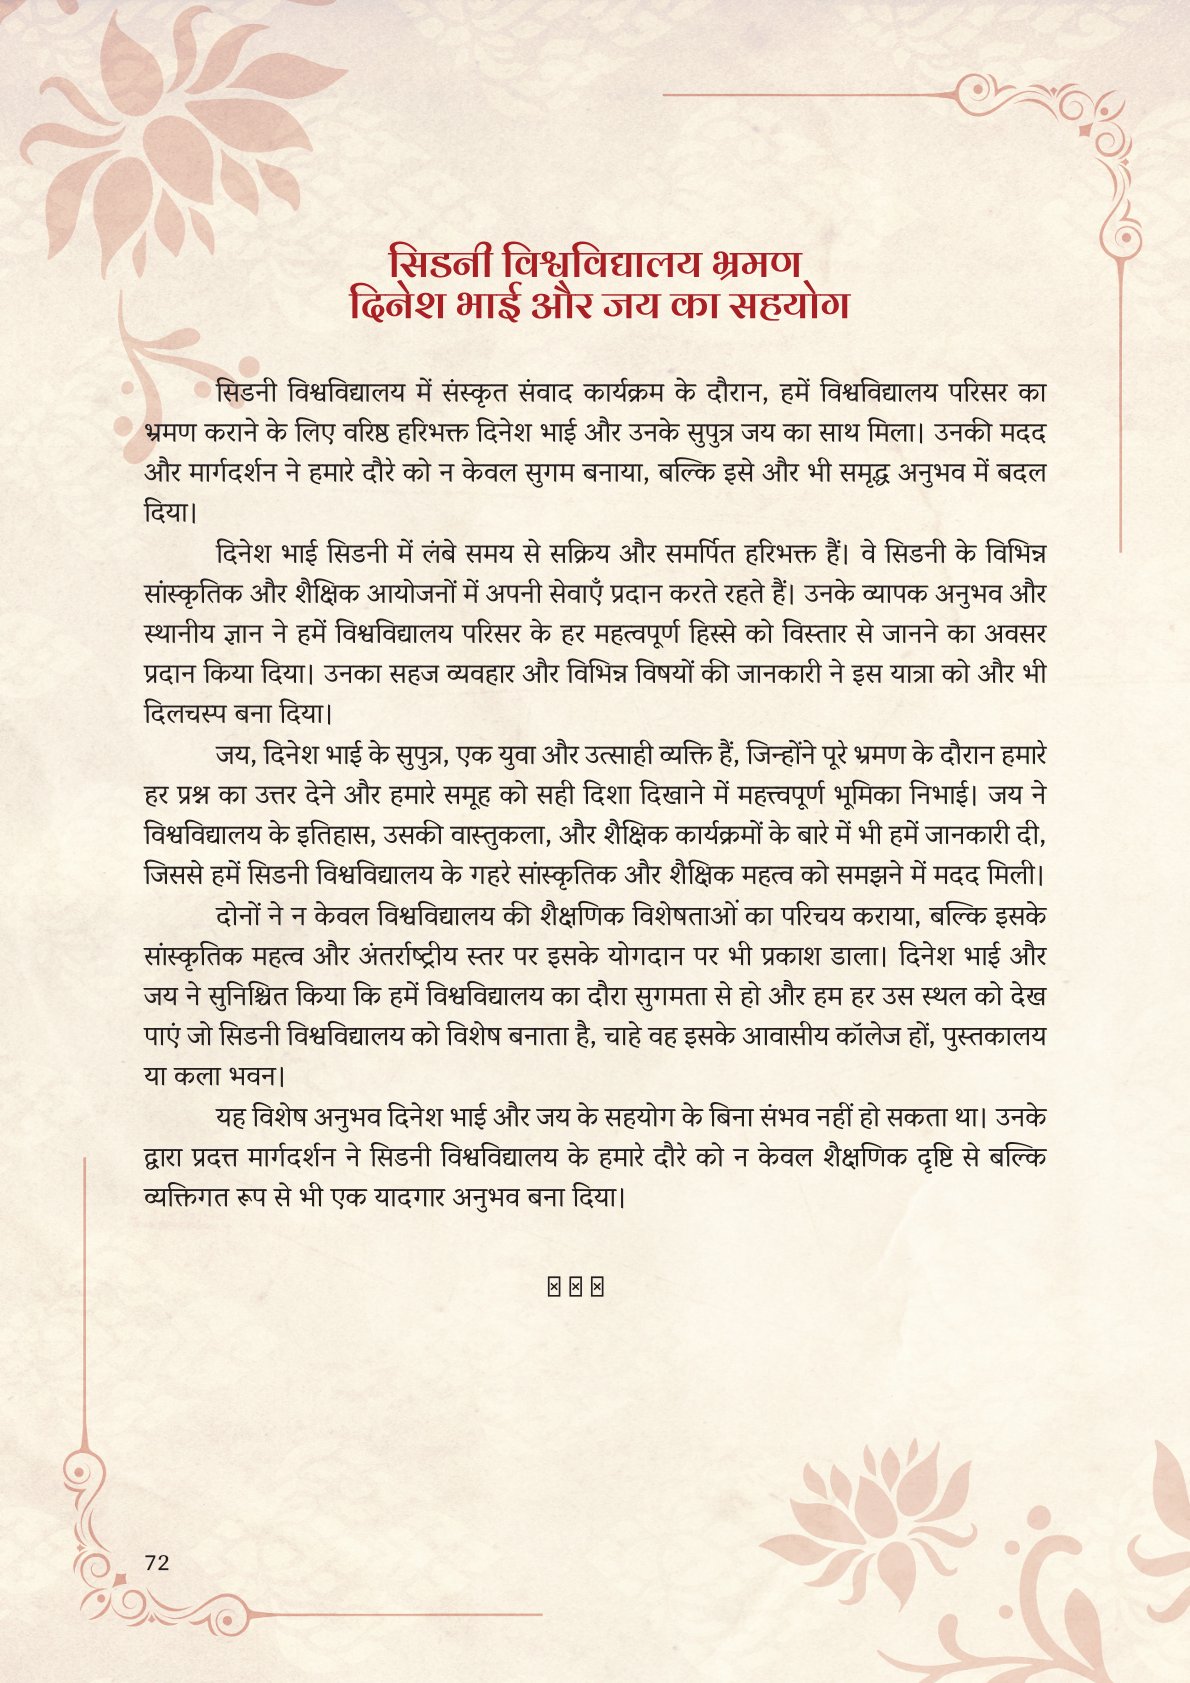 सिडनी विश्वविद्यालय भ्रमण
दिनेश भाई और जय का सहयोग
सिडनी विश्वविद्यालय में संस्कृत संवाद कार्यक्रम के दौरान, हमें विश्वविद्यालय परिसर का
भ्रमण कराने के लिए वरिष्ठ हरिभक्त दिनेश भाई और उनके सुपुत्र जय का साथ मिला। उनकी मदद
और मार्गदर्शन ने हमारे दौरे को न केवल सुगम बनाया, बल्कि इसे और भी समृद्ध अनुभव में बदल
दिया।
दिनेश भाई सिडनी में लंबे समय से सक्रिय और समर्पित हरिभक्त हैं। वे सिडनी के विभिन्न
सांस्कृतिक और शैक्षिक आयोजनों में अपनी सेवाएँ प्रदान करते रहते हैं। उनके व्यापक अनुभव और
स्थानीय ज्ञान ने हमें विश्वविद्यालय परिसर के हर महत्वपूर्ण हिस्से को विस्तार से जानने का अवसर
प्रदान किया दिया। उनका सहज व्यवहार और विभिन्न विषयों की जानकारी ने इस यात्रा को और भी
दिलचस्प बना दिया।
जय, दिनेश भाई के सुपुत्र, एक युवा और उत्साही व्यक्ति हैं, जिन्होंने पूरे भ्रमण के दौरान हमारे
हर प्रश्न का उत्तर देने और हमारे समूह को सही दिशा दिखाने में महत्त्वपूर्ण भूमिका निभाई। जय ने
विश्वविद्यालय के इतिहास, उसकी वास्तुकला, और शैक्षिक कार्यक्रमों के बारे में भी हमें जानकारी दी,
जिससे हमें सिडनी विश्वविद्यालय के गहरे सांस्कृतिक और शैक्षिक महत्व को समझने में मदद मिली।
दोनों ने न केवल विश्वविद्यालय की शैक्षणिक विशेषताओं का परिचय कराया, बल्कि इसके
सांस्कृतिक महत्व और अंतर्राष्ट्रीय स्तर पर इसके योगदान पर भी प्रकाश डाला। दिनेश भाई और
जय ने सुनिश्चित किया कि हमें विश्वविद्यालय का दौरा सुगमता से हो और हम हर उस स्थल को देख
पाएं जो सिडनी विश्वविद्यालय को विशेष बनाता है, चाहे वह इसके आवासीय कॉलेज हों, पुस्तकालय
या कला भवन।
यह विशेष अनुभव दिनेश भाई और जय के सहयोग के बिना संभव नहीं हो सकता था। उनके
द्वारा प्रदत्त मार्गदर्शन ने सिडनी विश्वविद्यालय के हमारे दौरे को न केवल शैक्षणिक दृष्टि से बल्कि
व्यक्तिगत रूप से भी एक यादगार अनुभव बना दिया।
72